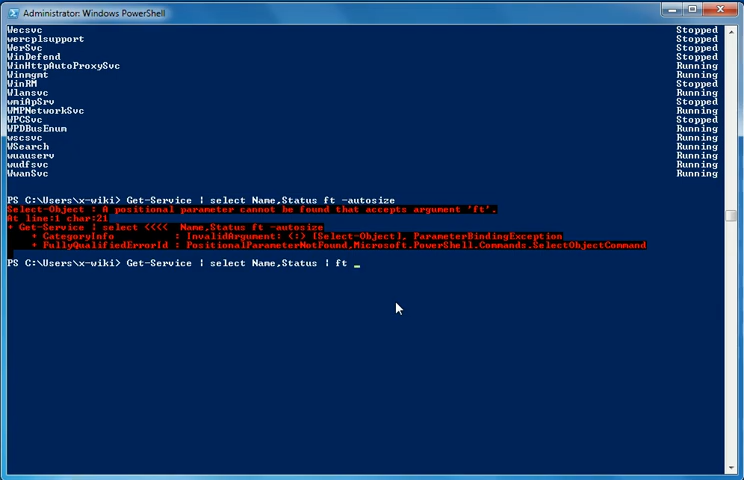 Administrator: Windows PowerShell
Wecsvc Stopped
wercplsupport Stopped
WerSvc Stopped
WinDefend Stopped
WinHttpAutoProxySvc Running
Winmgmt Running
WinRM Stopped
Wlansvc Running
wmiApSrv Stopped
WMPNetworkSvc Running
WPCSvc Stopped
WPDBusEnum Running
wscsvc Running
WSearch Running
wuauserv Running
wudfsvc Running
WwanSvc Running
PS C:\Users\x-wiki> Get-Service | select Name,Status ft -autosize
Select-Object : A positional parameter cannot be found that accepts argument 'ft'.
At line:1 char:21
+ Get-Service | select <<<<  Name,Status ft -autosize
+ CategoryInfo : InvalidArgument: (:) [Select-Object], ParameterBindingException
+ FullyQualifiedErrorId : PositionalParameterNotFound,Microsoft.PowerShell.Commands.SelectObjectCommand
PS C:\Users\x-wiki> Get-Service | select Name,Status | ft _